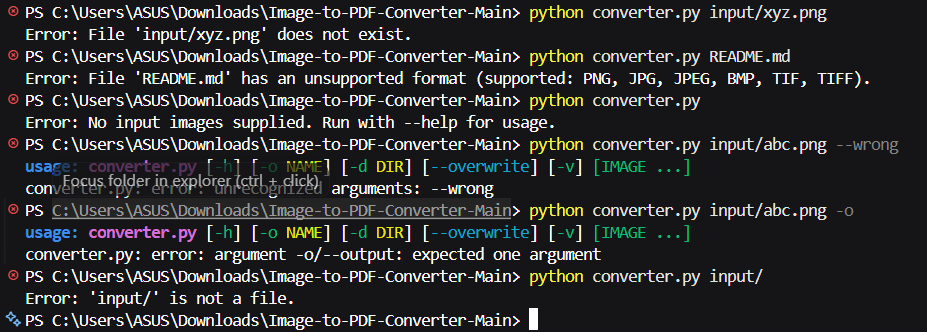 PS C:\Users\ASUS\Downloads\Image-to-PDF-Converter-Main> python converter.py input/xyz.png
Error: File 'input/xyz.png' does not exist.
PS C:\Users\ASUS\Downloads\Image-to-PDF-Converter-Main> python converter.py README.md
Error: File 'README.md' has an unsupported format (supported: PNG, JPG, JPEG, BMP, TIF, TIFF).
PS C:\Users\ASUS\Downloads\Image-to-PDF-Converter-Main> python converter.py
Error: No input images supplied. Run with --help for usage.
PS C:\Users\ASUS\Downloads\Image-to-PDF-Converter-Main> python converter.py input/abc.png --wrong
usage: converter.py [-h] [-o NAME] [-d DIR] [--overwrite] [-v] [IMAGE ...]
Focus folder in explorer (ctrl + click)
converter.py: error: unrecognized arguments: --wrong
PS C:\Users\ASUS\Downloads\Image-to-PDF-Converter-Main> python converter.py input/abc.png -o
usage: converter.py [-h] [-o NAME] [-d DIR] [--overwrite] [-v] [IMAGE ...]
converter.py: error: argument -o/--output: expected one argument
PS C:\Users\ASUS\Downloads\Image-to-PDF-Converter-Main> python converter.py input/
Error: 'input/' is not a file.
PS C:\Users\ASUS\Downloads\Image-to-PDF-Converter-Main>